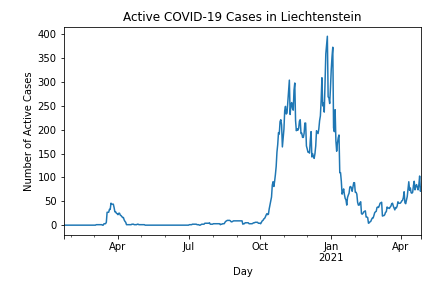 Active COVID-19 Cases in Liechtenstein
Number of Active Cases
400
350
300
250
200
150
100
50
0
Apr
Jul
Oct
Jan
2021
Apr
Day